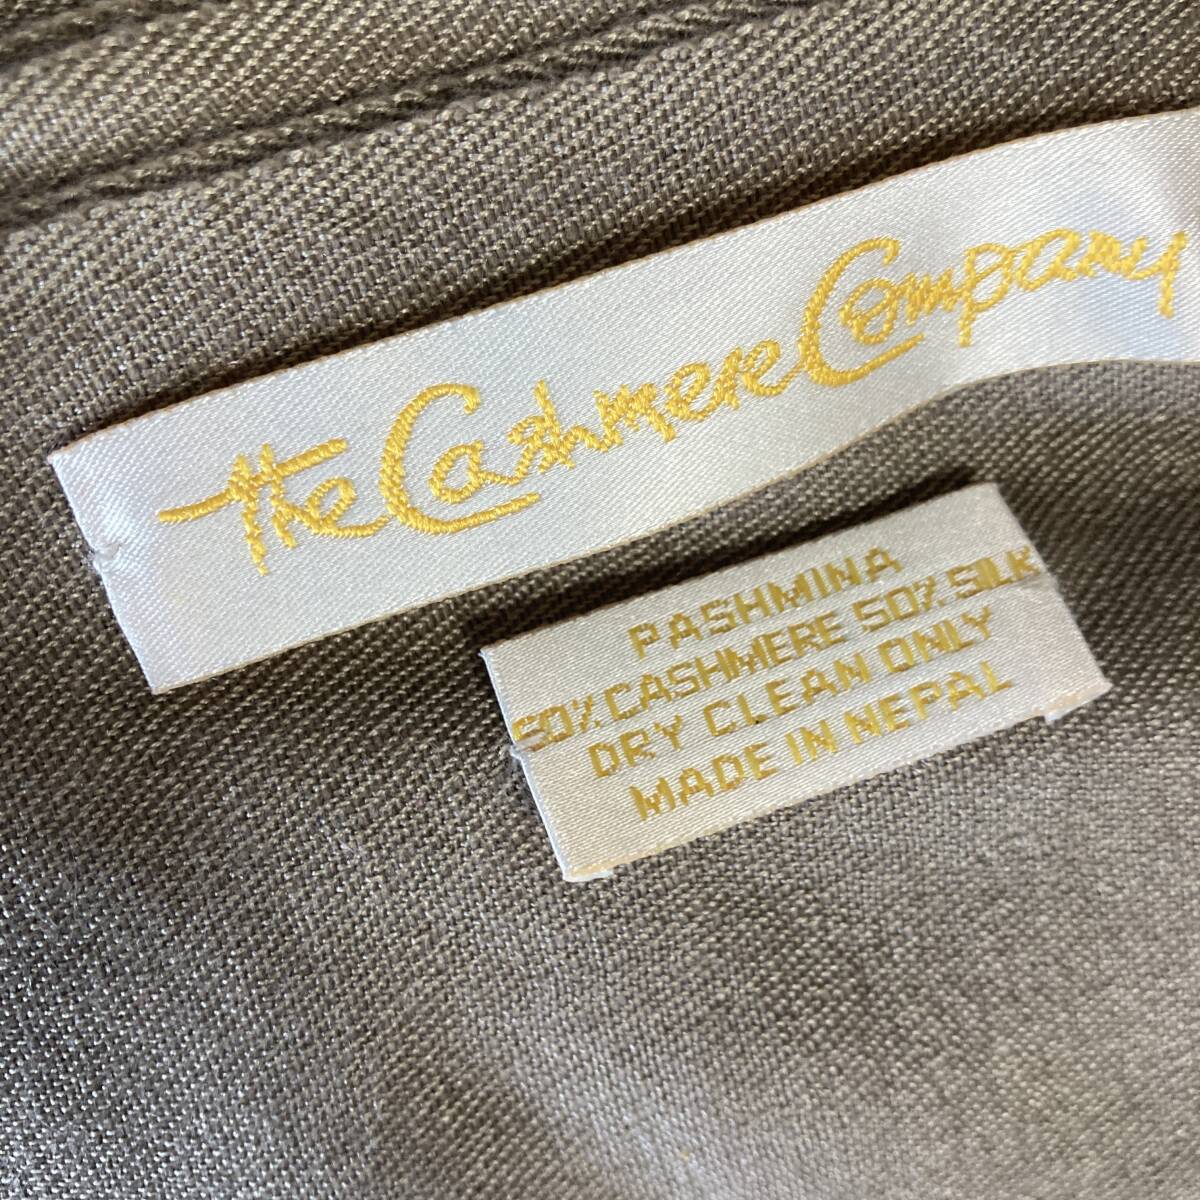 The Cashmere Company
PASHMINA
50% CASHMERE 50% SILK
DRY CLEAN ONLY
MADE IN NEPAL